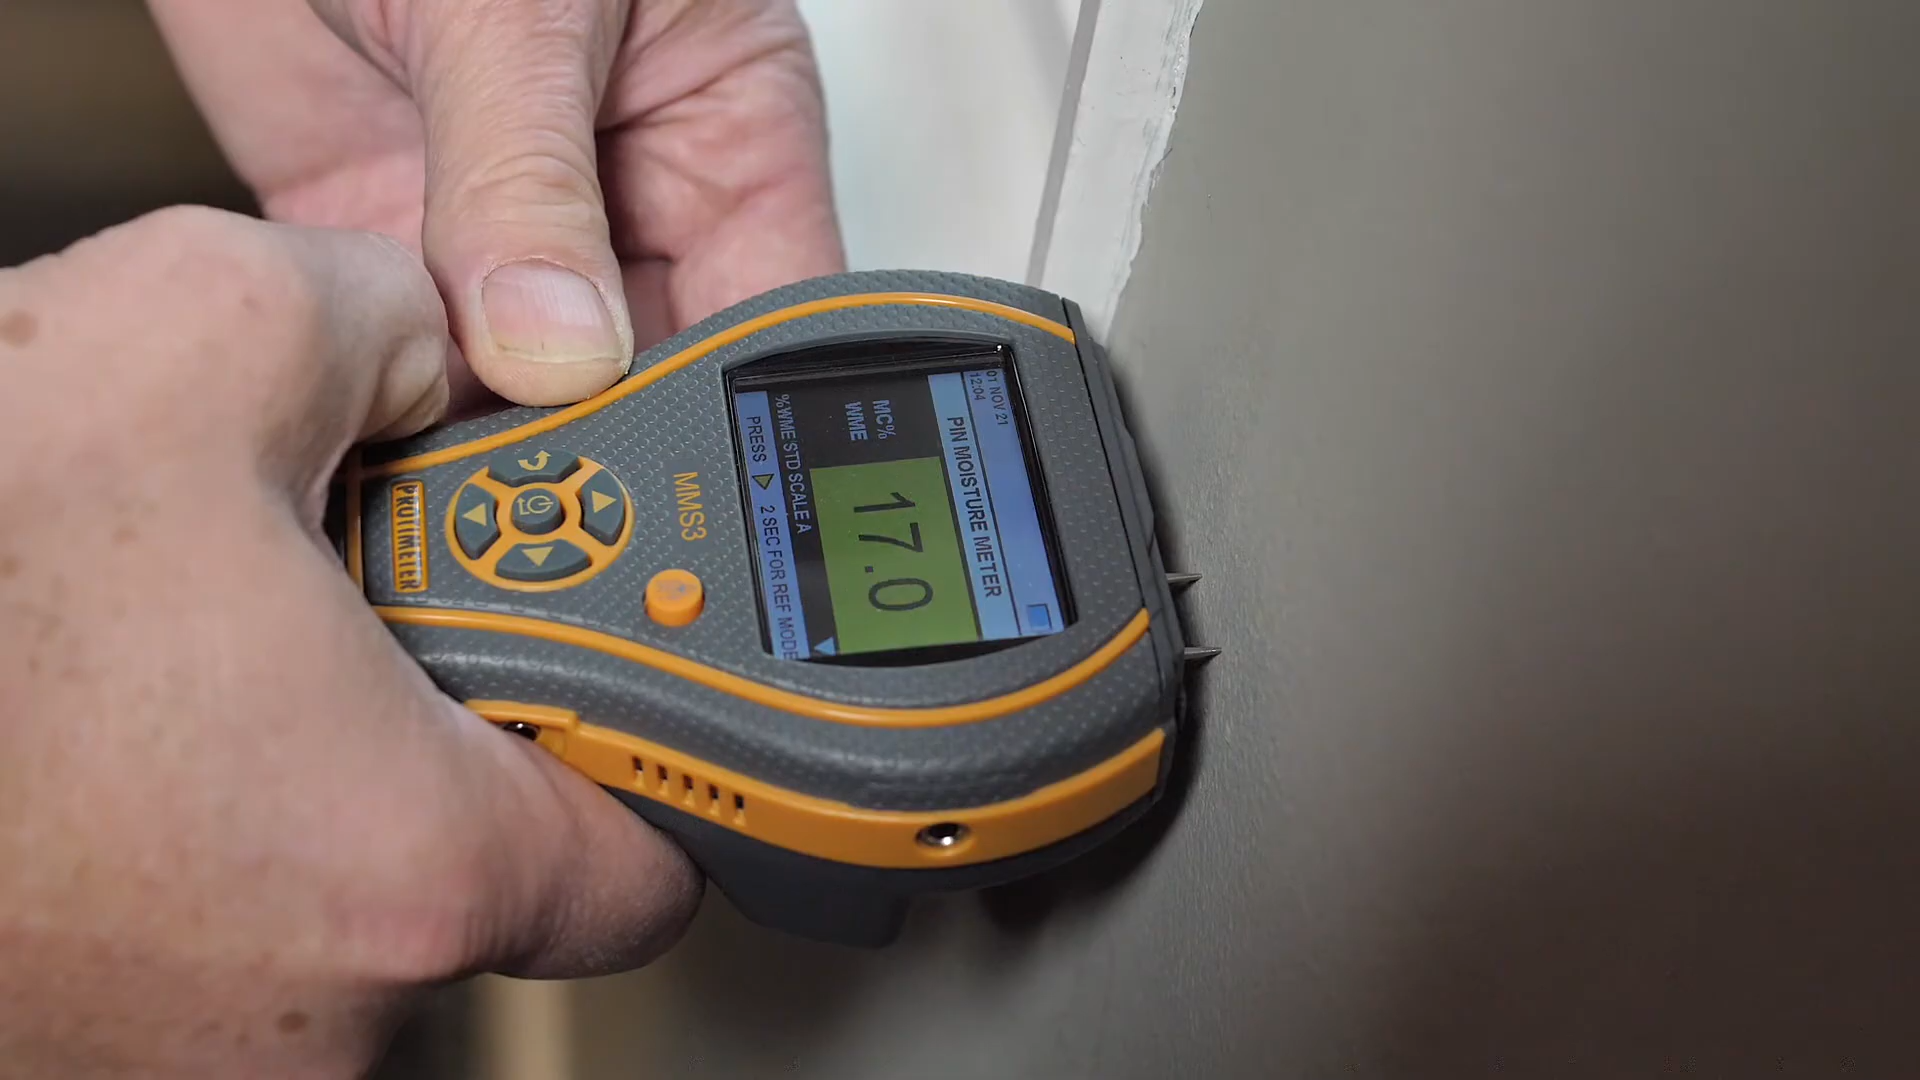 01 NOV 21
12:04
PIN MOISTURE METER
MC%
WME
17.0
%WME STD SCALE A
PRESS 2 SEC FOR REF MODE
MMS3
PROTIMETER